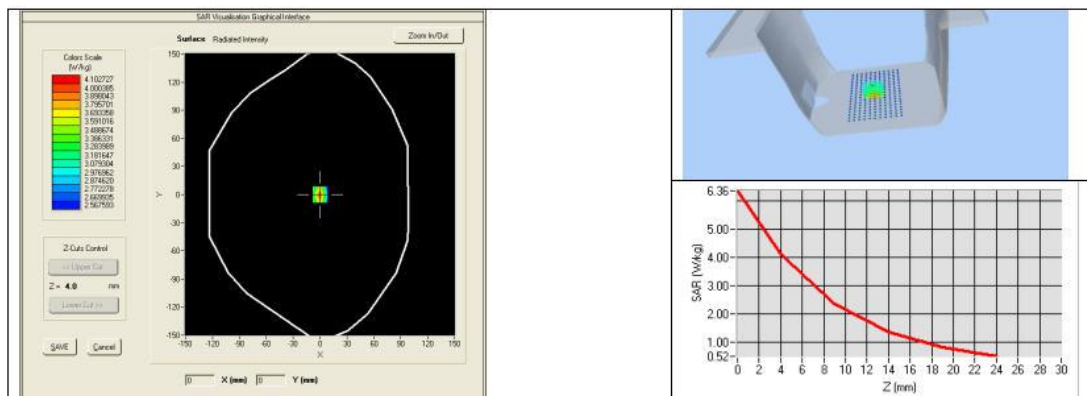 SAR Visualisation Graphical Interface
Surface Radiated Intensity
Zoom In/Out
Colors Scale
(W/kg)
4.102727
4.000385
3.898043
3.795701
3.693358
3.591016
3.488674
3.386331
3.283989
3.181647
3.079304
2.976962
2.874620
2.772278
2.669935
2.567593
150
120
90
60
30
Y 0
-30
-60
-90
-120
-150
-150 -120 -90 -60 -30 0 30 60 90 120 150
X
Z-Cuts Control
<< Upper Cut
Z = 4.0 mm
Lower Cut >>
SAVE Cancel
0 X (mm) 0 Y (mm)
6.36
5.00
4.00
3.00
2.00
1.00
0.52
SAR (W/kg)
0 2 4 6 8 10 12 14 16 18 20 22 24 26 28 30
Z (mm)